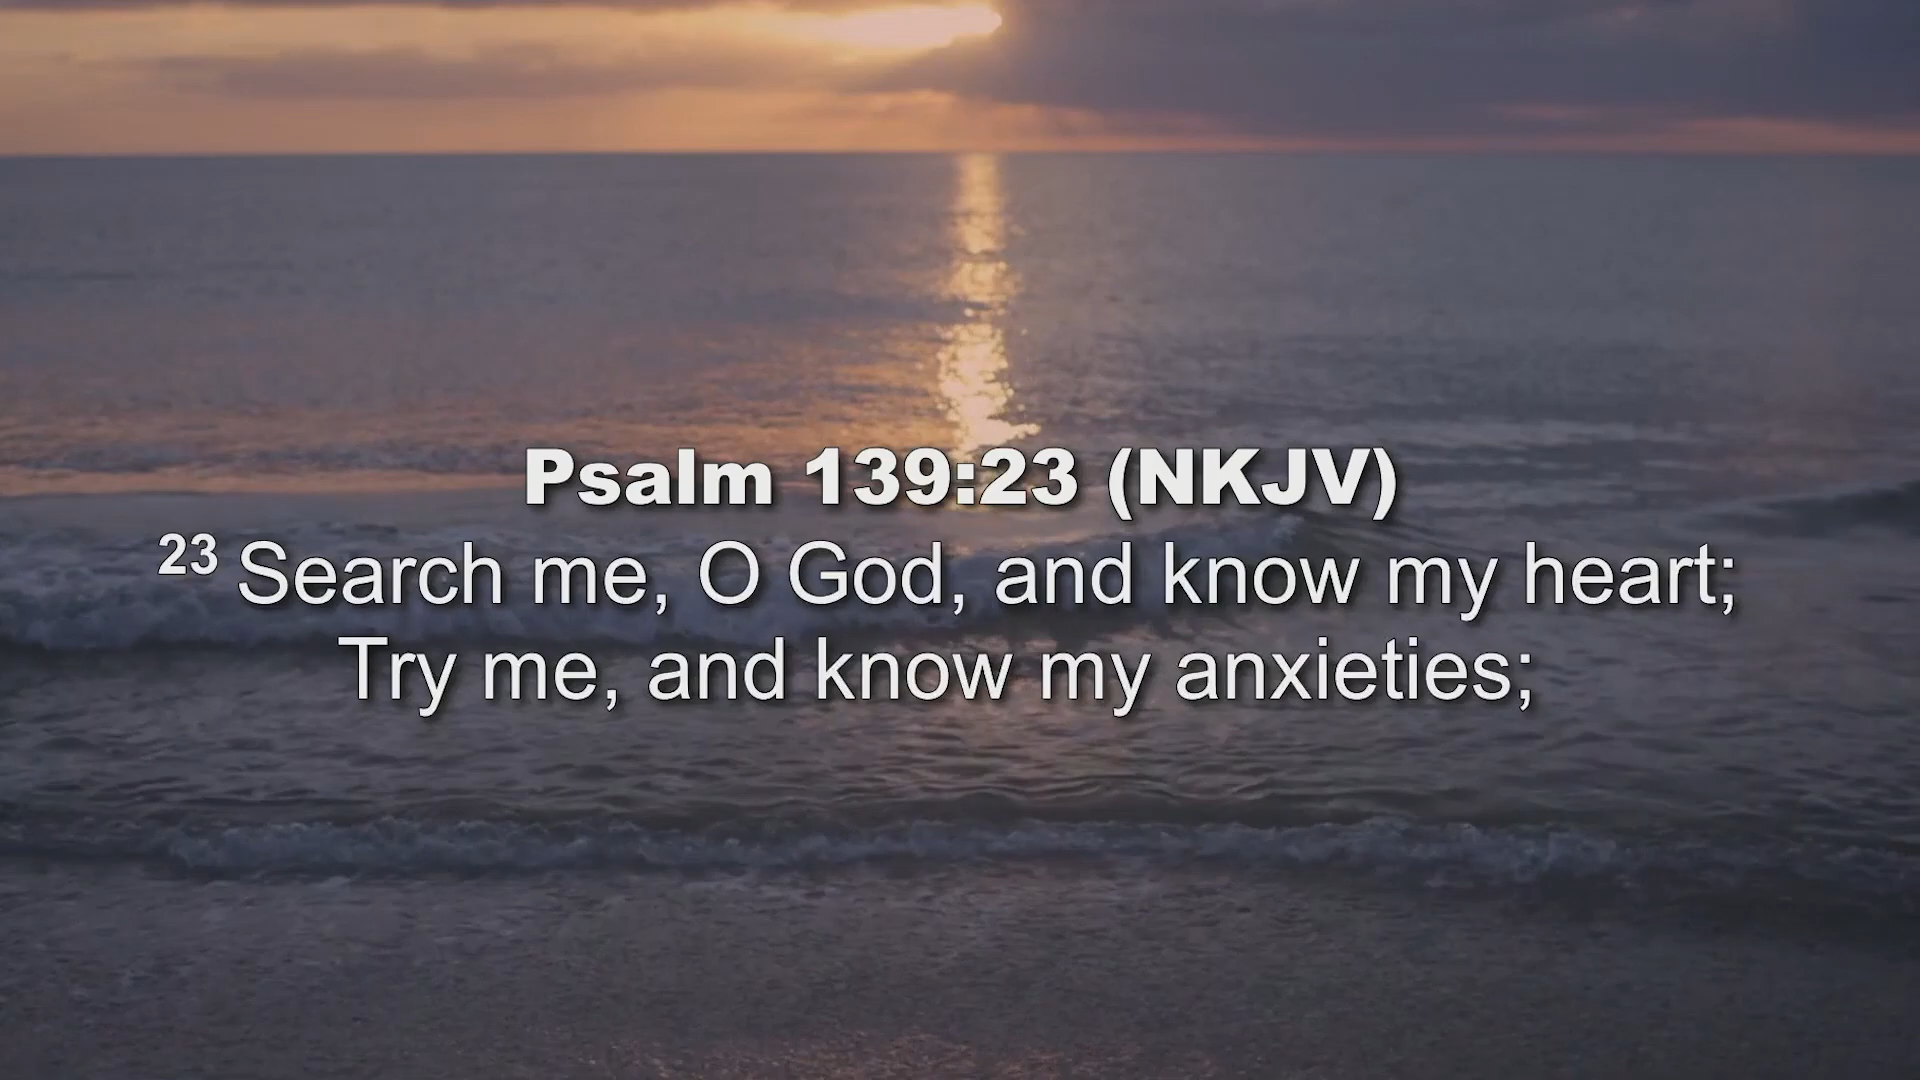 Psalm 139:23 (NKJV)
23 Search me, O God, and know my heart;
Try me, and know my anxieties;